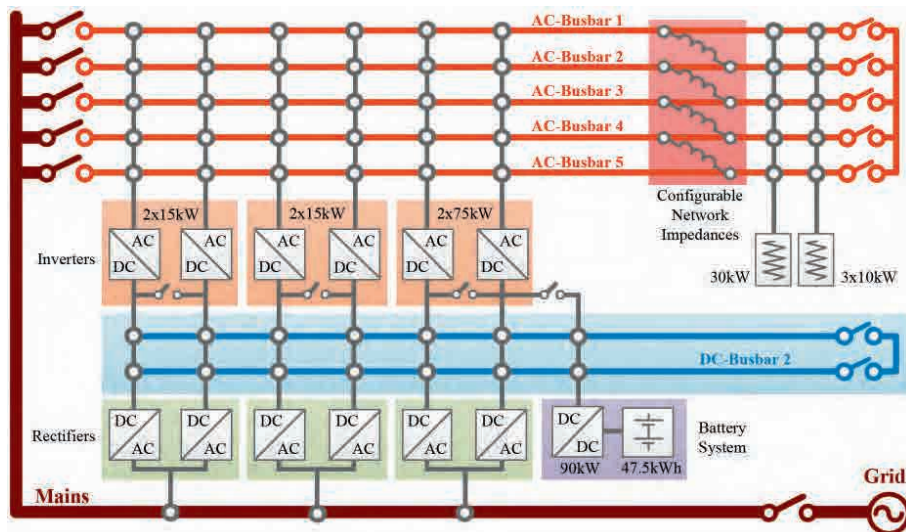 AC-Busbar 1
AC-Busbar 2
AC-Busbar 3
AC-Busbar 4
AC-Busbar 5
Configurable
Network
Impedances
2x15kW
2x15kW
2x75kW
Inverters
AC
DC
AC
DC
AC
DC
AC
DC
AC
DC
AC
DC
30kW
3x10kW
DC-Busbar 2
Rectifiers
DC
AC
DC
AC
DC
AC
DC
AC
DC
AC
DC
AC
DC
DC
90kW
47.5kWh
Battery
System
Mains
Grid